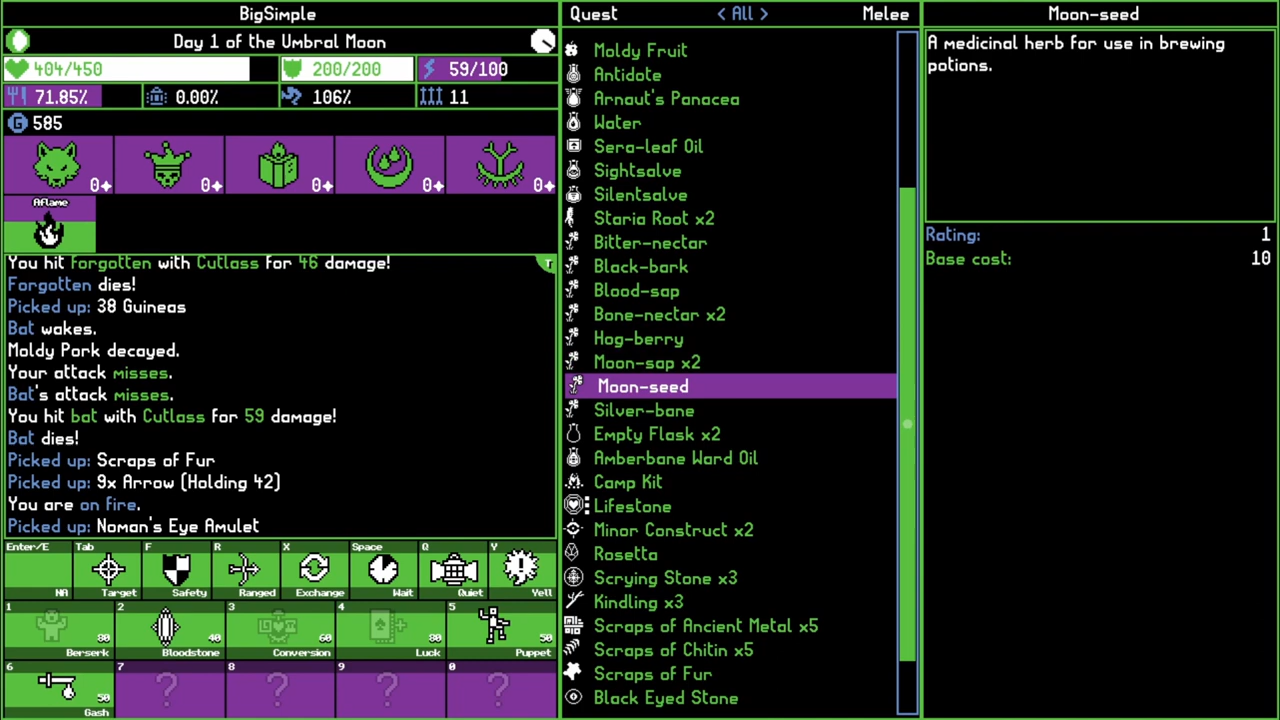 BigSimple
Day 1 of the Umbral Moon
404/450
200/200
59/100
71.85%
0.00%
106%
11
G 585
0
0
0
0
0
Aflame
You hit Forgotten with Cutlass for 46 damage!
T
Forgotten dies!
Picked up: 38 Guineas
Bat wakes.
Moldy Pork decayed.
Your attack misses.
Bat's attack misses.
You hit bat with Cutlass for 59 damage!
Bat dies!
Picked up: Scraps of Fur
Picked up: 9x Arrow (Holding 42)
You are on fire.
Picked up: Noman's Eye Amulet
Enter/E
NA
Tab
Target
F
Safety
R
Ranged
X
Exchange
Space
Wait
Q
Quiet
Y
Yell
1
80
Berserk
2
40
Bloodstone
3
60
Conversion
4
80
Luck
5
50
Puppet
6
50
Gash
7
?
8
?
9
?
0
?
Quest
< All >
Melee
Moldy Fruit
Antidote
Arnaut's Panacea
Water
Sera-leaf Oil
Sightsalve
Silentsalve
Staria Root x2
Bitter-nectar
Black-bark
Blood-sap
Bone-nectar x2
Hog-berry
Moon-sap x2
Moon-seed
Silver-bane
Empty Flask x2
Amberbane Ward Oil
Camp Kit
Lifestone
Minor Construct x2
Rosetta
Scrying Stone x3
Kindling x3
Scraps of Ancient Metal x5
Scraps of Chitin x5
Scraps of Fur
Black Eyed Stone
Moon-seed
A medicinal herb for use in brewing
potions.
Rating: 1
Base cost: 10